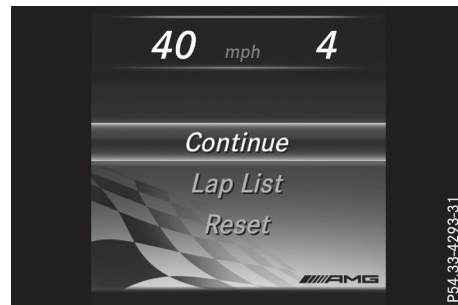 40 mph 4
Continue
Lap List
Reset
AMG
P54.33-4293-31